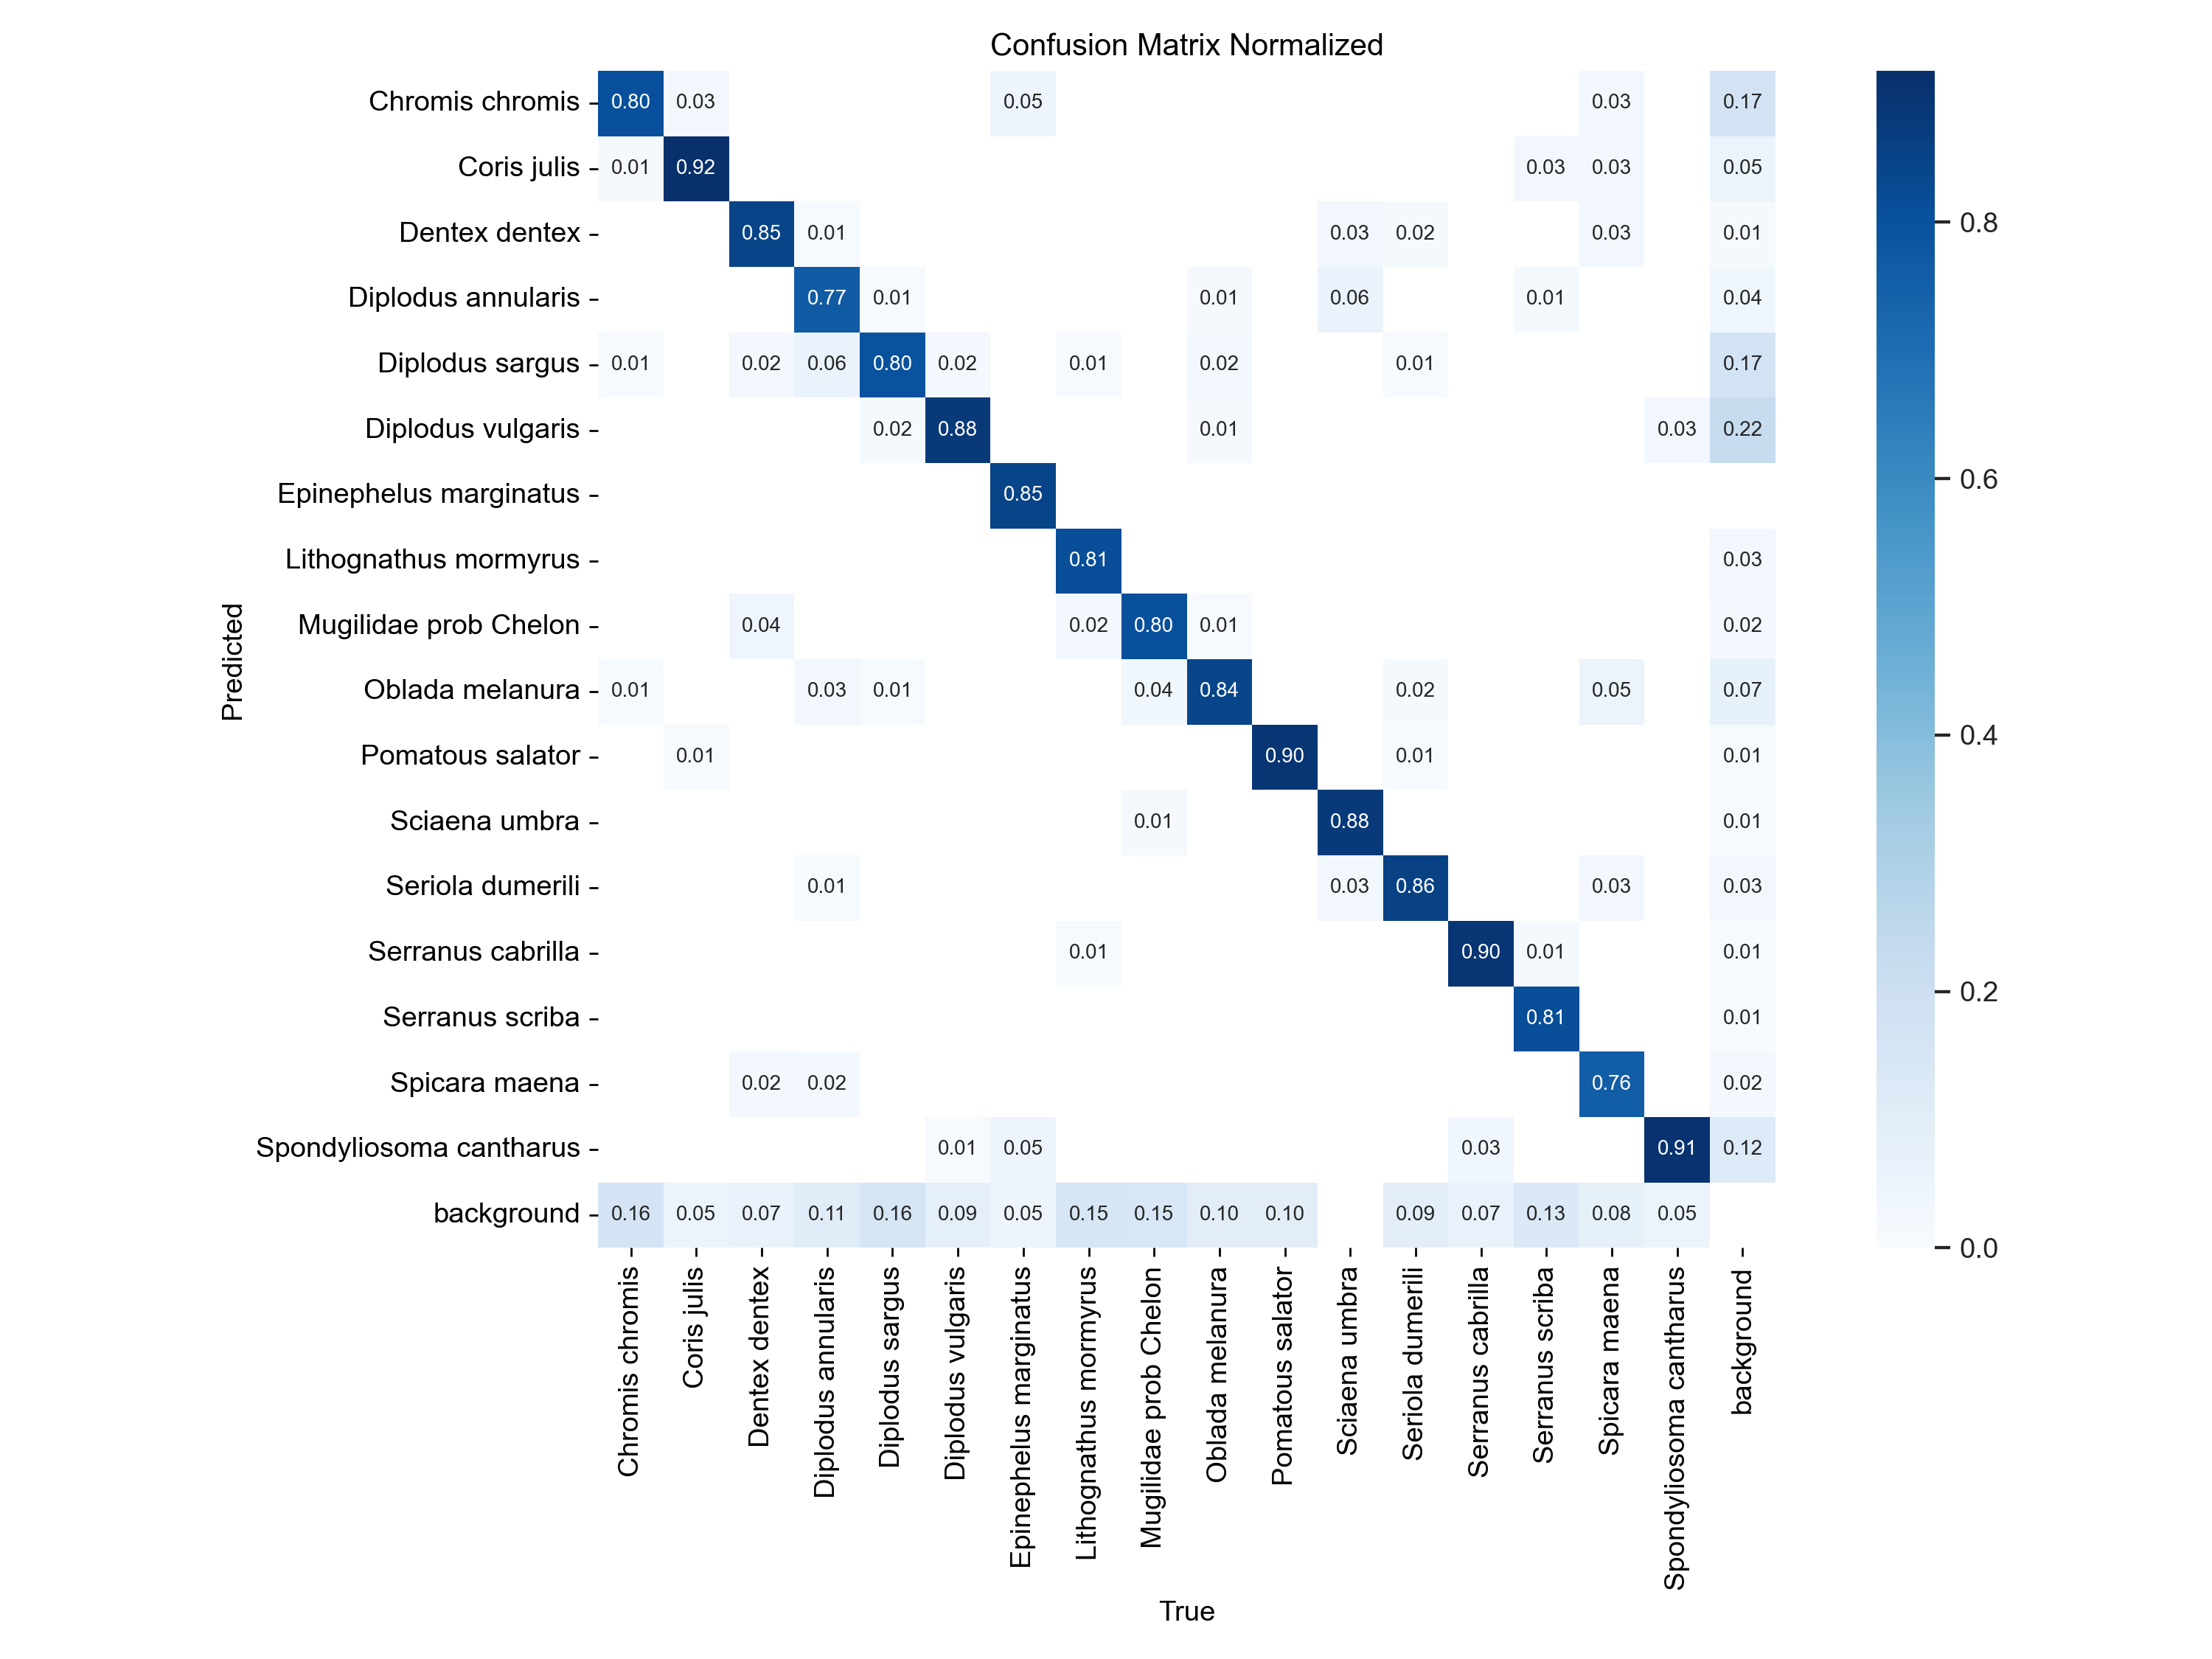 Confusion Matrix Normalized
Chromis chromis 0.80 0.03 0.05 0.03 0.17
Coris julis 0.01 0.92 0.03 0.03 0.05
0.8
Dentex dentex 0.85 0.01 0.03 0.02 0.03 0.01
Diplodus annularis 0.77 0.01 0.01 0.06 0.01 0.04
Diplodus sargus 0.01 0.02 0.06 0.80 0.02 0.01 0.02 0.01 0.17
Diplodus vulgaris 0.02 0.88 0.01 0.03 0.22
0.6
Epinephelus marginatus 0.85
Lithognathus mormyrus 0.81 0.03
Mugilidae prob Chelon 0.04 0.02 0.80 0.01 0.02
Predicted
Oblada melanura 0.01 0.03 0.01 0.04 0.84 0.02 0.05 0.07
0.4
Pomatous salator 0.01 0.90 0.01 0.01
Sciaena umbra 0.01 0.88 0.01
Seriola dumerili 0.01 0.03 0.86 0.03 0.03
Serranus cabrilla 0.01 0.90 0.01 0.01
0.2
Serranus scriba 0.81 0.01
Spicara maena 0.02 0.02 0.76 0.02
Spondyliosoma cantharus 0.01 0.05 0.03 0.91 0.12
background 0.16 0.05 0.07 0.11 0.16 0.09 0.05 0.15 0.15 0.10 0.10 0.09 0.07 0.13 0.08 0.05
0.0
Chromis chromis
Coris julis
Dentex dentex
Diplodus annularis
Diplodus sargus
Diplodus vulgaris
Epinephelus marginatus
Lithognathus mormyrus
Mugilidae prob Chelon
Oblada melanura
Pomatous salator
Sciaena umbra
Seriola dumerili
Serranus cabrilla
Serranus scriba
Spicara maena
Spondyliosoma cantharus
background
True